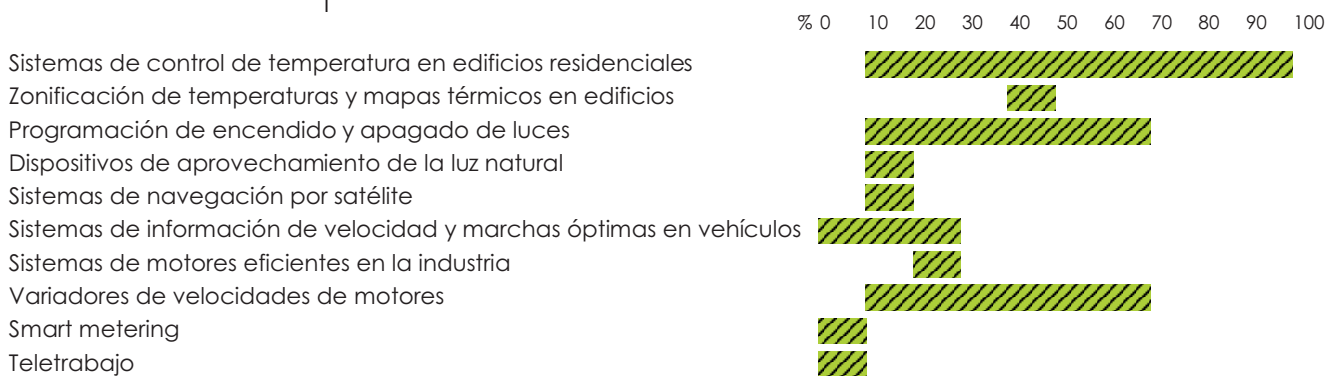 % 0 10 20 30 40 50 60 70 80 90 100
Sistemas de control de temperatura en edificios residenciales
Zonificación de temperaturas y mapas térmicos en edificios
Programación de encendido y apagado de luces
Dispositivos de aprovechamiento de la luz natural
Sistemas de navegación por satélite
Sistemas de información de velocidad y marchas óptimas en vehículos
Sistemas de motores eficientes en la industria
Variadores de velocidades de motores
Smart metering
Teletrabajo